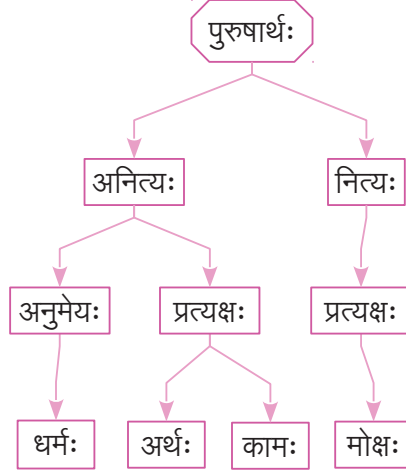 पुरुषार्थः
अनित्यः नित्यः
अनुमेयः प्रत्यक्षः प्रत्यक्षः
धर्मः अर्थः कामः मोक्षः